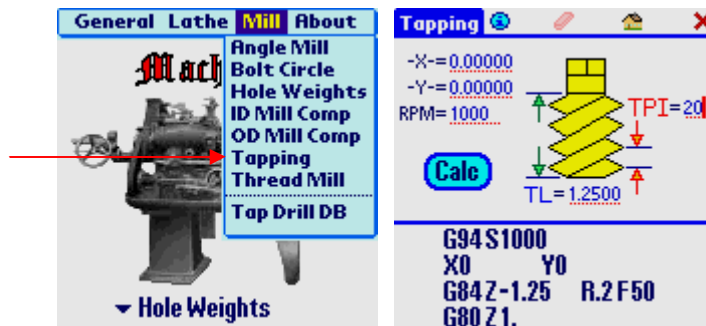 General Lathe Mill About
Angle Mill
Bolt Circle
Hole Weights
ID Mill Comp
OD Mill Comp
Tapping
Thread Mill
Tap Drill DB
Mach
Hole Weights
Tapping
-X-=0.00000
-Y-=0.00000
RPM=1000
TPI=20
Calc
TL=1.2500
G94 S1000
X0 Y0
G84 Z-1.25 R.2 F50
G80 Z1.